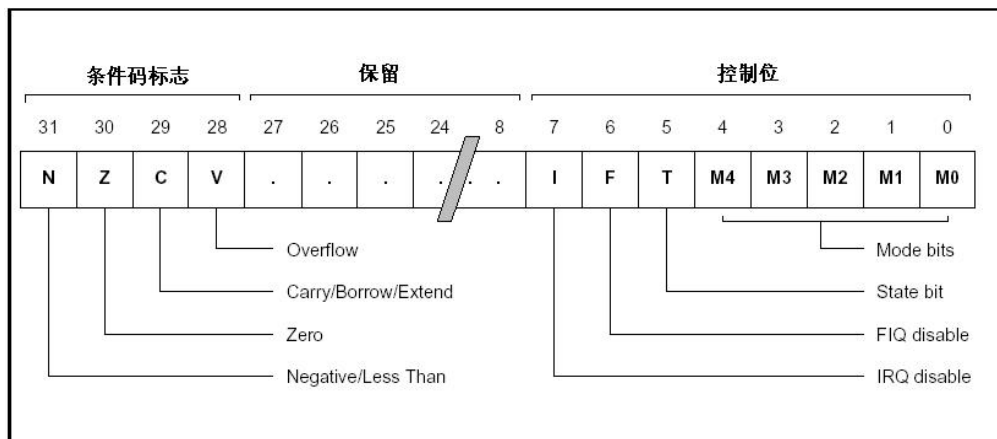 条件码标志 保留 控制位
31 30 29 28 27 26 25 24 8 7 6 5 4 3 2 1 0
N Z C V . . . . . I F T M4 M3 M2 M1 M0
Overflow Mode bits
Carry/Borrow/Extend State bit
Zero FIQ disable
Negative/Less Than IRQ disable